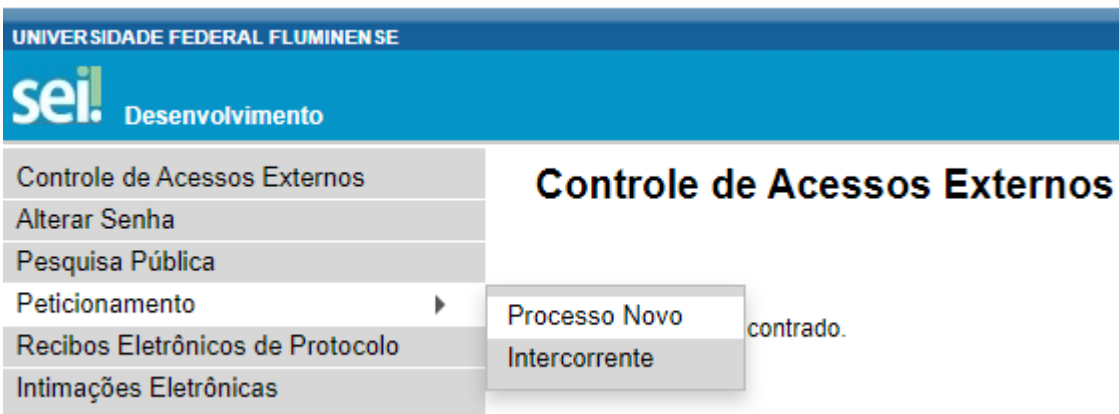 UNIVERSIDADE FEDERAL FLUMINENSE
sei! Desenvolvimento
Controle de Acessos Externos
Alterar Senha
Pesquisa Pública
Peticionamento
Recibos Eletrônicos de Protocolo
Intimações Eletrônicas
Controle de Acessos Externos
Processo Novo
Intercorrente
contrado.